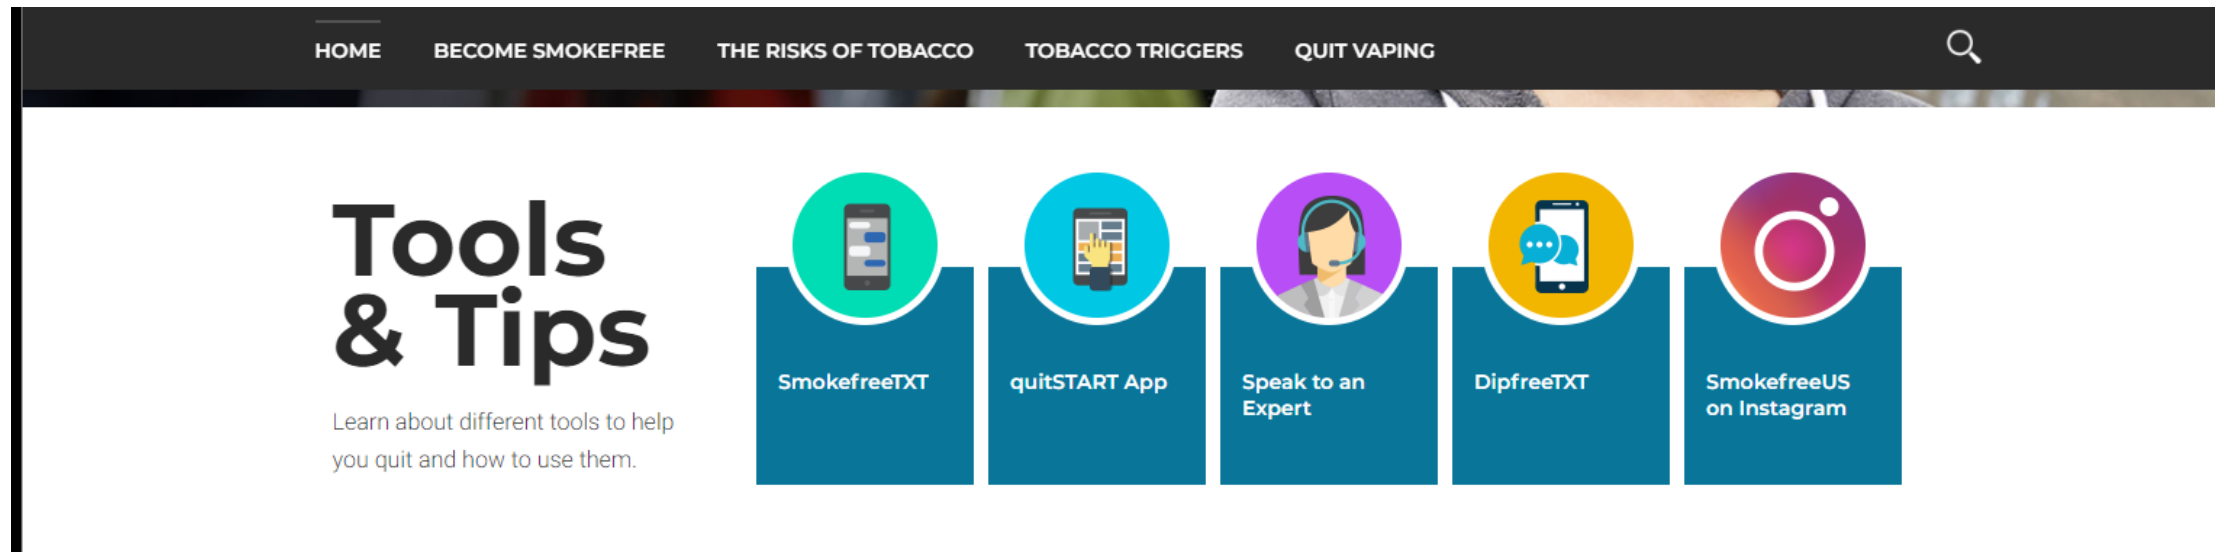 HOME BECOME SMOKEFREE THE RISKS OF TOBACCO TOBACCO TRIGGERS QUIT VAPING
Tools
& Tips
Learn about different tools to help
you quit and how to use them.
SmokefreeTXT
quitSTART App
Speak to an
Expert
DipfreeTXT
SmokefreeUS
on Instagram